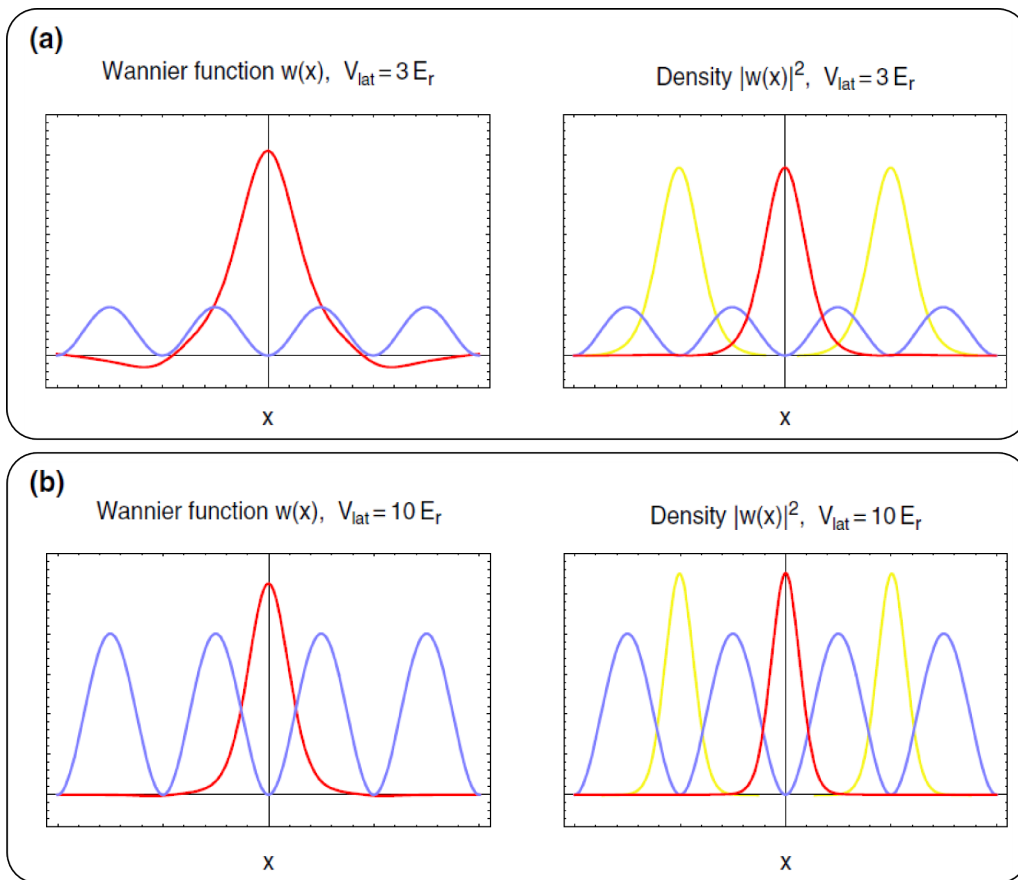 (a)
Wannier function w(x), V_lat = 3 E_r
Density |w(x)|², V_lat = 3 E_r
x
x
(b)
Wannier function w(x), V_lat = 10 E_r
Density |w(x)|², V_lat = 10 E_r
x
x